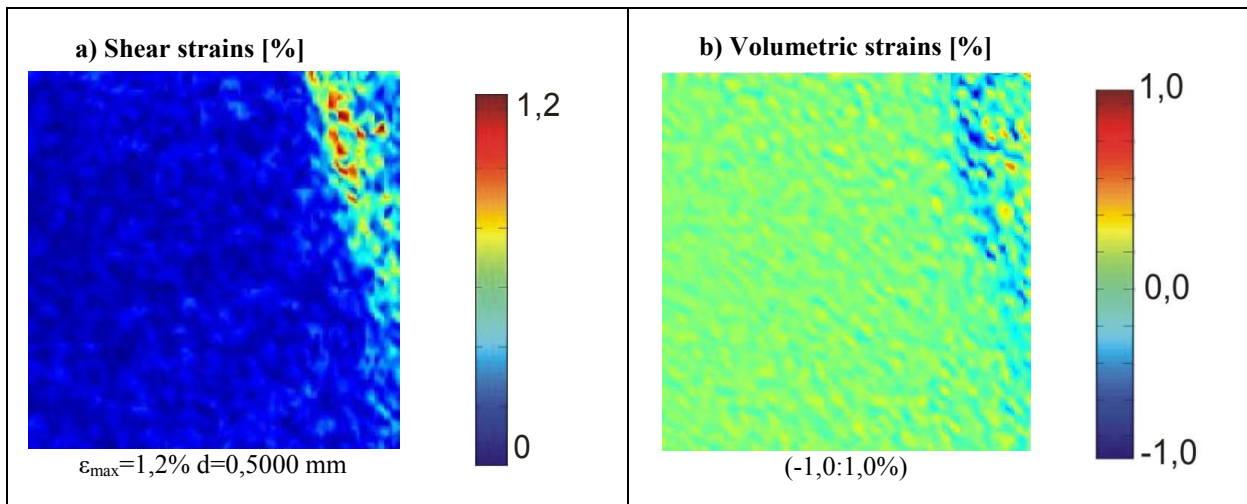 a) Shear strains [%]
1,2
0
εmax=1,2% d=0,5000 mm
b) Volumetric strains [%]
1,0
0,0
-1,0
(-1,0:1,0%)